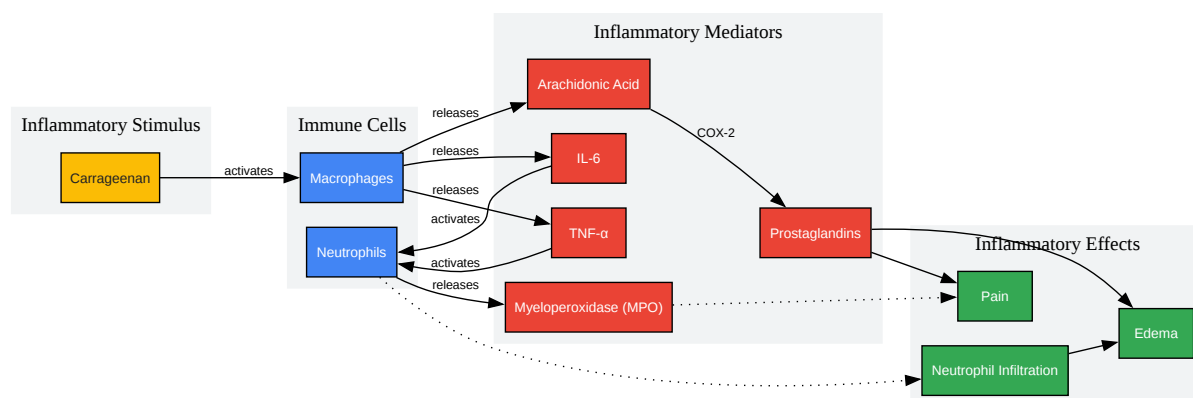 Inflammatory Stimulus
Carrageenan
activates
Immune Cells
Macrophages
Neutrophils
releases
releases
releases
activates
activates
releases
Inflammatory Mediators
Arachidonic Acid
IL-6
TNF-α
Myeloperoxidase (MPO)
COX-2
Prostaglandins
Inflammatory Effects
Pain
Edema
Neutrophil Infiltration